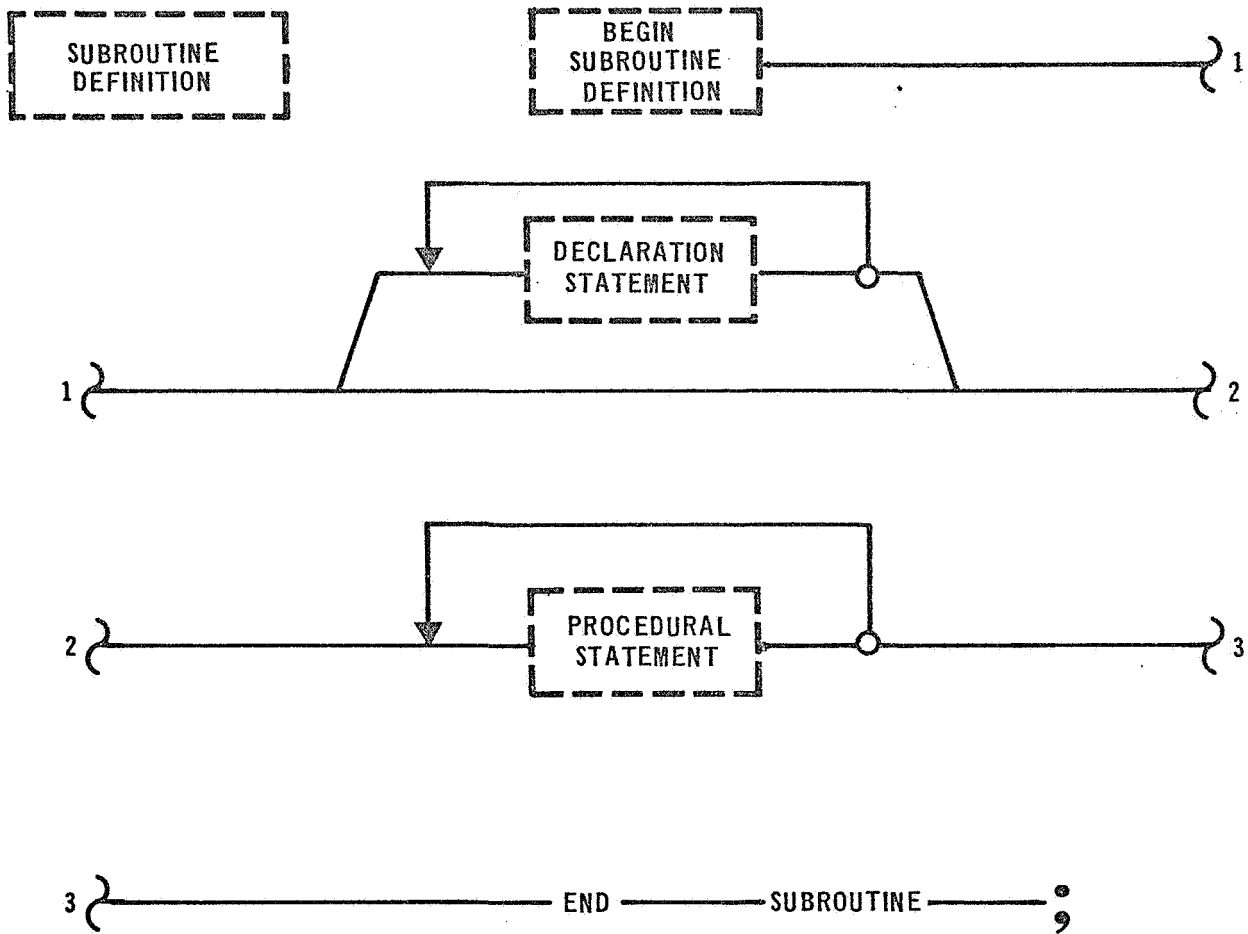 SUBROUTINE
DEFINITION
BEGIN
SUBROUTINE
DEFINITION
1
DECLARATION
STATEMENT
1
2
2
PROCEDURAL
STATEMENT
3
3
END
SUBROUTINE
;